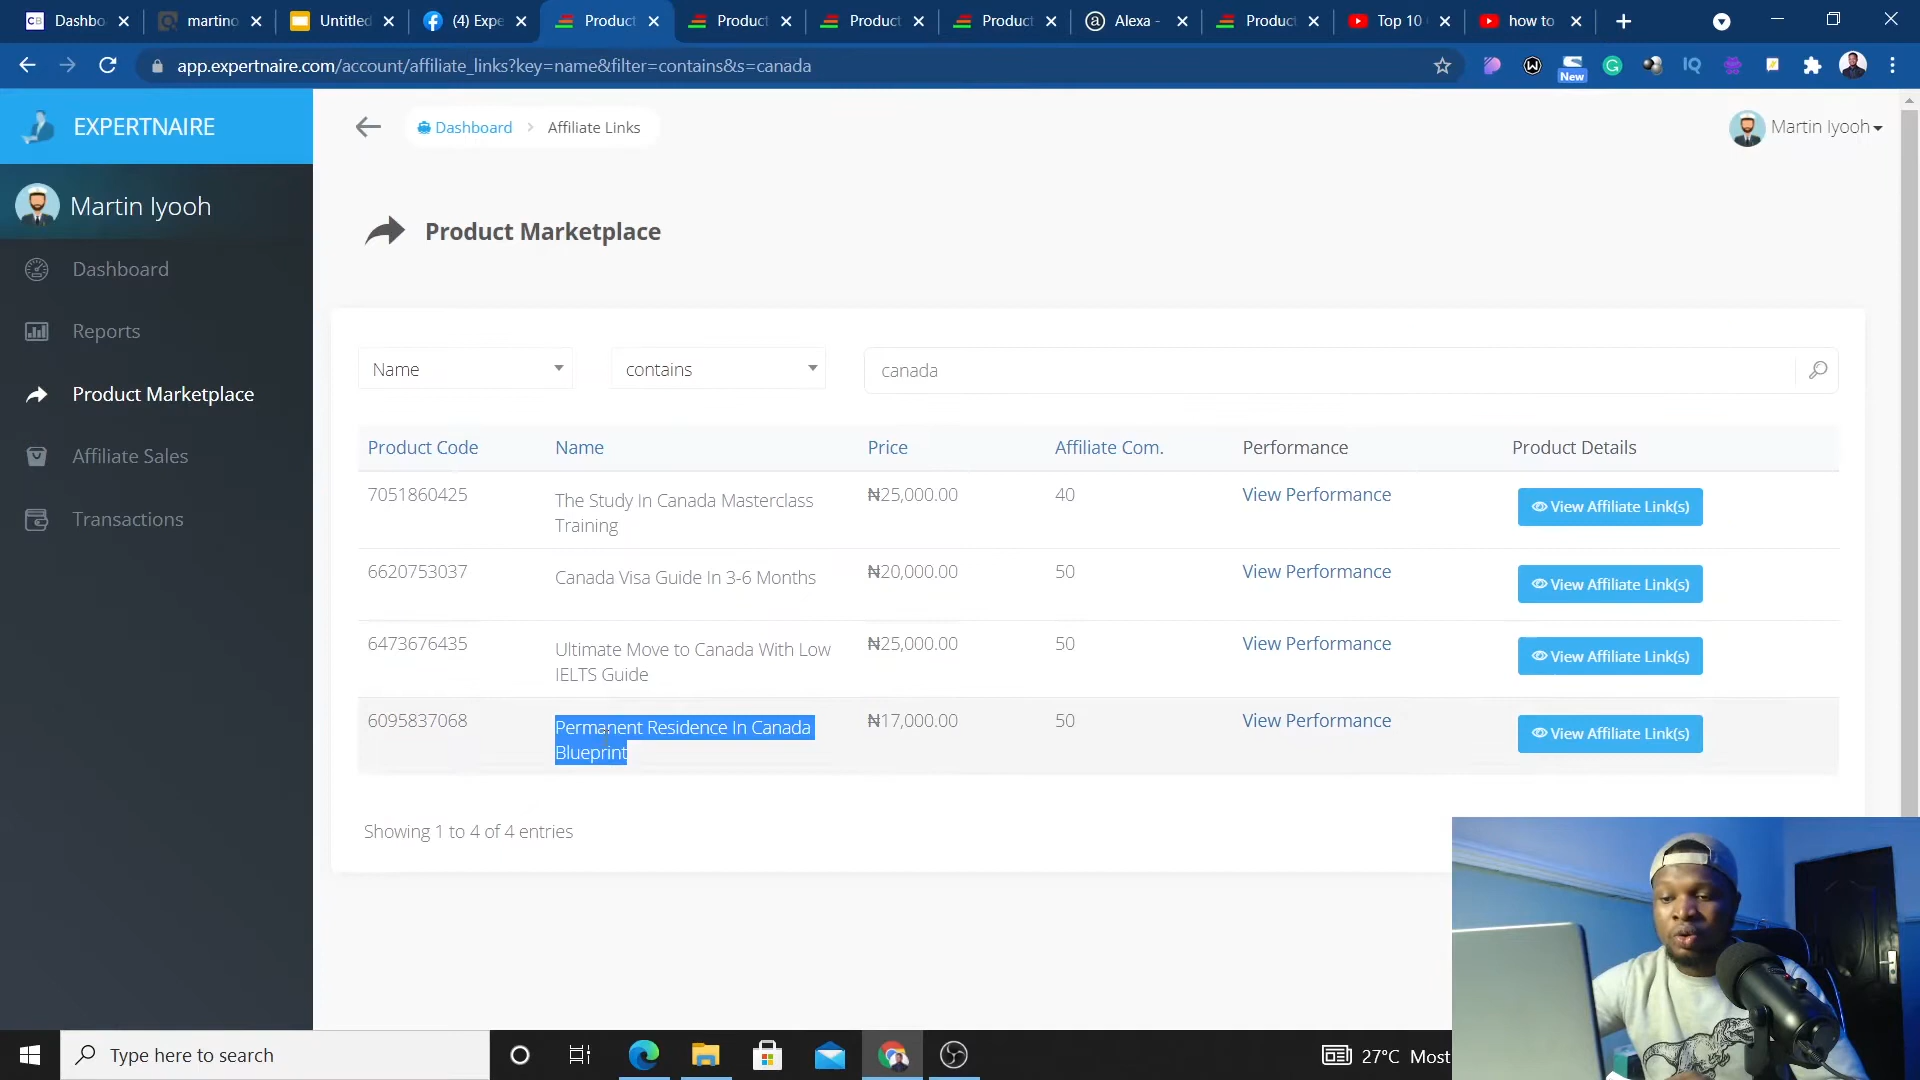 Dashbo
martino
Untitled
(4) Expe
Product
Product
Product
Product
Alexa -
Product
Top 10
how to
app.expertnaire.com/account/affiliate_links?key=name&filter=contains&s=canada
New
EXPERTNAIRE
Dashboard > Affiliate Links
Martin Iyooh
Martin Iyooh
Dashboard
Reports
Product Marketplace
Affiliate Sales
Transactions
Product Marketplace
Name contains canada
Product Code Name Price Affiliate Com. Performance Product Details
7051860425 The Study In Canada Masterclass ₦25,000.00 40 View Performance View Affiliate Link(s)
Training
6620753037 Canada Visa Guide In 3-6 Months ₦20,000.00 50 View Performance View Affiliate Link(s)
6473676435 Ultimate Move to Canada With Low ₦25,000.00 50 View Performance View Affiliate Link(s)
IELTS Guide
6095837068 Permanent Residence In Canada ₦17,000.00 50 View Performance View Affiliate Link(s)
Blueprint
Showing 1 to 4 of 4 entries
Type here to search
27°C Most